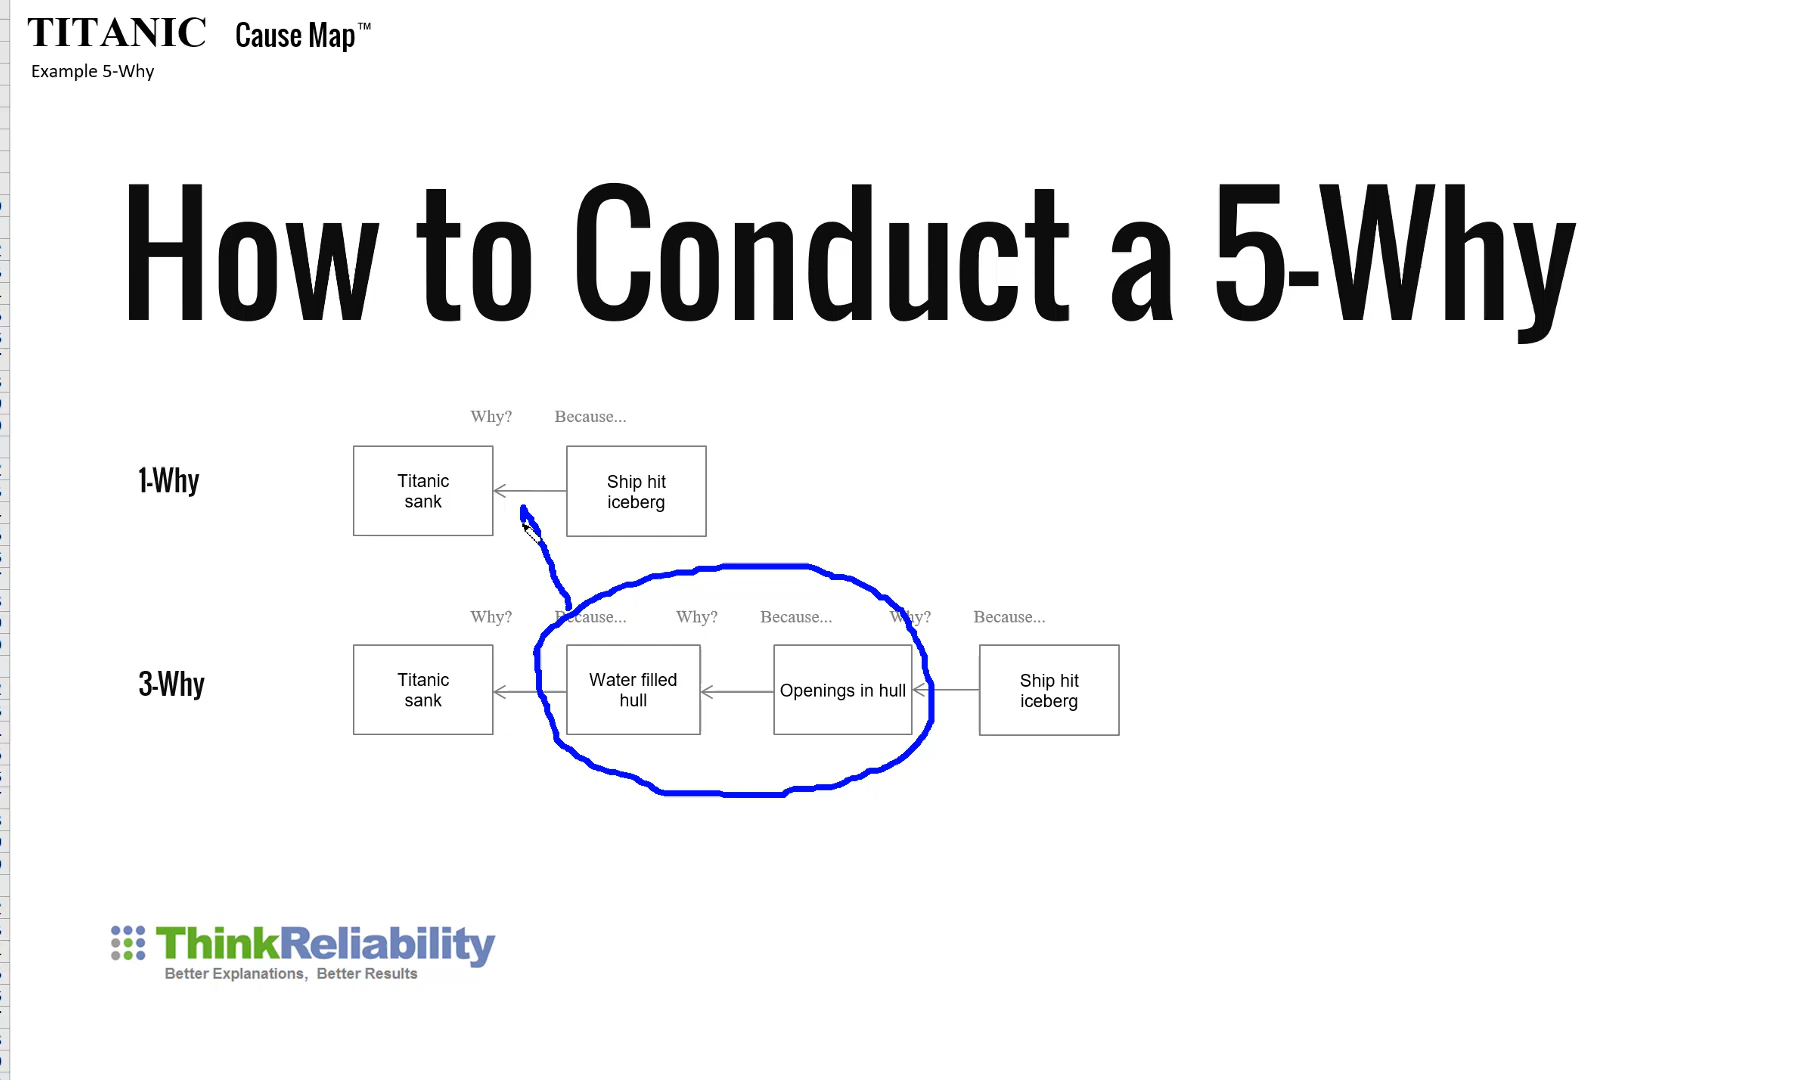 TITANIC Cause Map™
Example 5-Why
How to Conduct a 5-Why
Why? Because...
1-Why
Titanic
sank
Ship hit
iceberg
Why? Because... Why? Because... Why? Because...
3-Why
Titanic
sank
Water filled
hull
Openings in hull
Ship hit
iceberg
ThinkReliability
Better Explanations, Better Results